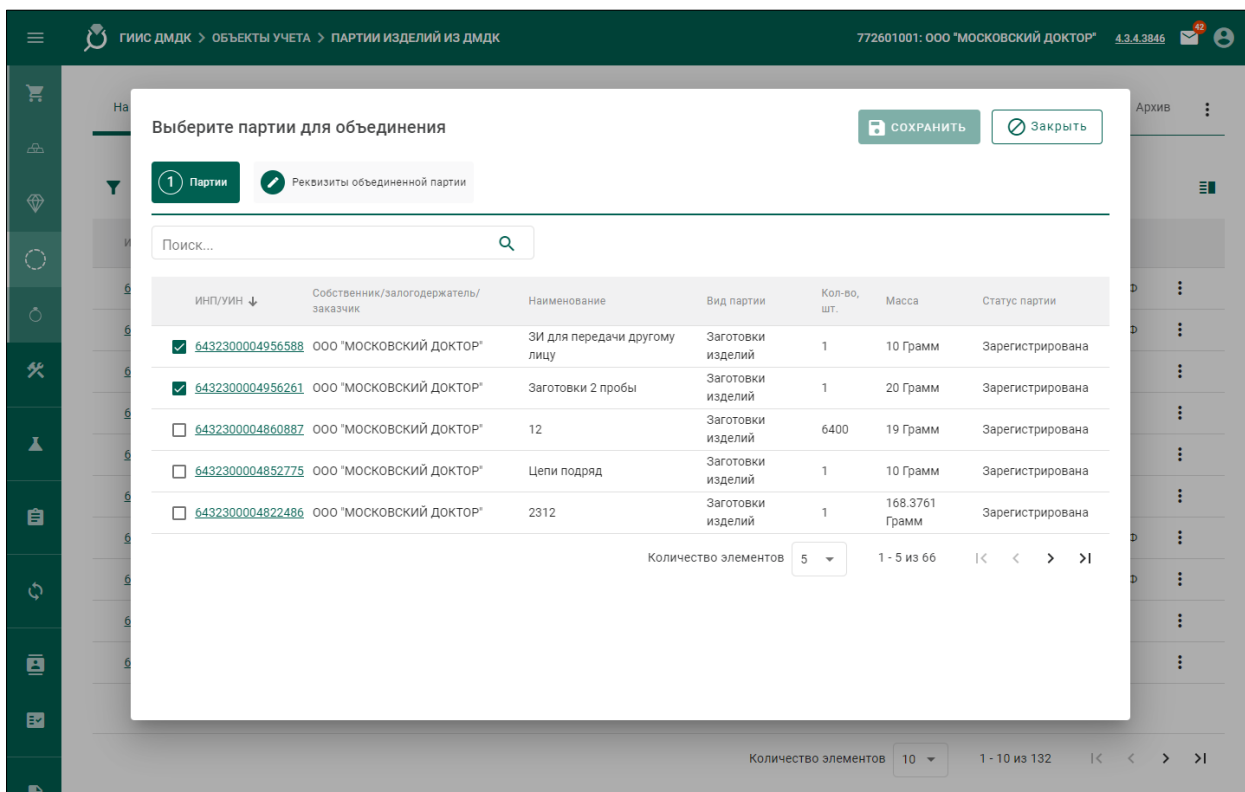 ГИИС ДМДК > ОБЪЕКТЫ УЧЕТА > ПАРТИИ ИЗДЕЛИЙ ИЗ ДМДК 772601001: ООО "МОСКОВСКИЙ ДОКТОР" 4.3.4.3846 42
На Архив
Выберите партии для объединения СОХРАНИТЬ Закрыть
1 Партии Реквизиты объединенной партии
Поиск...
ИНП/УИН Собственник/залогодержатель/ Наименование Вид партии Кол-во, Масса Статус партии
заказчик шт.
6432300004956588 ООО "МОСКОВСКИЙ ДОКТОР" ЗИ для передачи другому Заготовки 1 10 Грамм Зарегистрирована
лицу изделий
6432300004956261 ООО "МОСКОВСКИЙ ДОКТОР" Заготовки 2 пробы Заготовки 1 20 Грамм Зарегистрирована
изделий
6432300004860887 ООО "МОСКОВСКИЙ ДОКТОР" 12 Заготовки 6400 19 Грамм Зарегистрирована
изделий
6432300004852775 ООО "МОСКОВСКИЙ ДОКТОР" Цепи подряд Заготовки 1 10 Грамм Зарегистрирована
изделий
6432300004822486 ООО "МОСКОВСКИЙ ДОКТОР" 2312 Заготовки 1 168.3761 Зарегистрирована
изделий Грамм
Количество элементов 5 1 - 5 из 66
Количество элементов 10 1 - 10 из 132